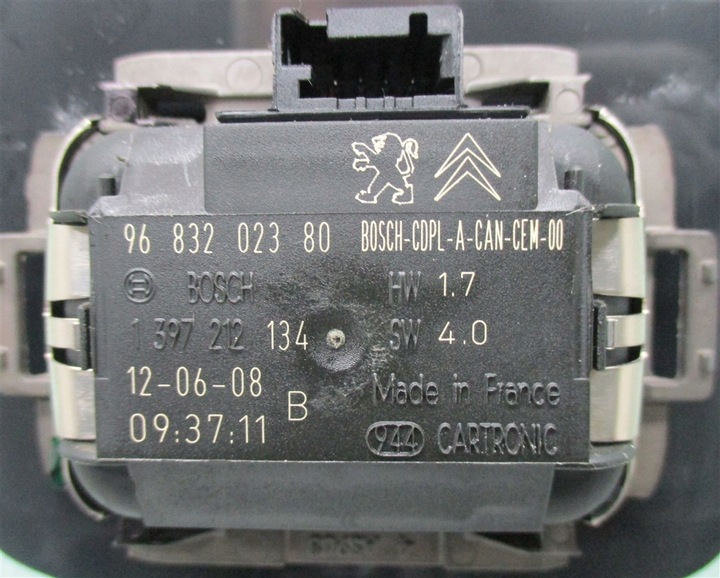 96 832 023 80 BOSCH-CDPL-A-CAN-CEM-00
BOSCH HW 1.7
1 397 212 134 SW 4.0
12-06-08 B Made in France
09:37:11 944 CARTRONIC